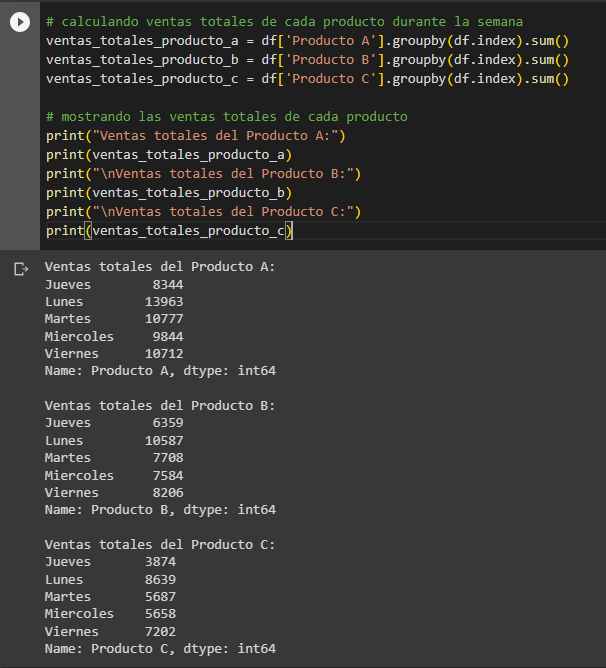 # calculando ventas totales de cada producto durante la semana
ventas_totales_producto_a = df['Producto A'].groupby(df.index).sum()
ventas_totales_producto_b = df['Producto B'].groupby(df.index).sum()
ventas_totales_producto_c = df['Producto C'].groupby(df.index).sum()

# mostrando las ventas totales de cada producto
print("Ventas totales del Producto A:")
print(ventas_totales_producto_a)
print("\nVentas totales del Producto B:")
print(ventas_totales_producto_b)
print("\nVentas totales del Producto C:")
print(ventas_totales_producto_c)
Ventas totales del Producto A:
Jueves        8344
Lunes        13963
Martes       10777
Miercoles     9844
Viernes      10712
Name: Producto A, dtype: int64

Ventas totales del Producto B:
Jueves        6359
Lunes        10587
Martes        7708
Miercoles     7584
Viernes       8206
Name: Producto B, dtype: int64

Ventas totales del Producto C:
Jueves       3874
Lunes        8639
Martes       5687
Miercoles    5658
Viernes      7202
Name: Producto C, dtype: int64